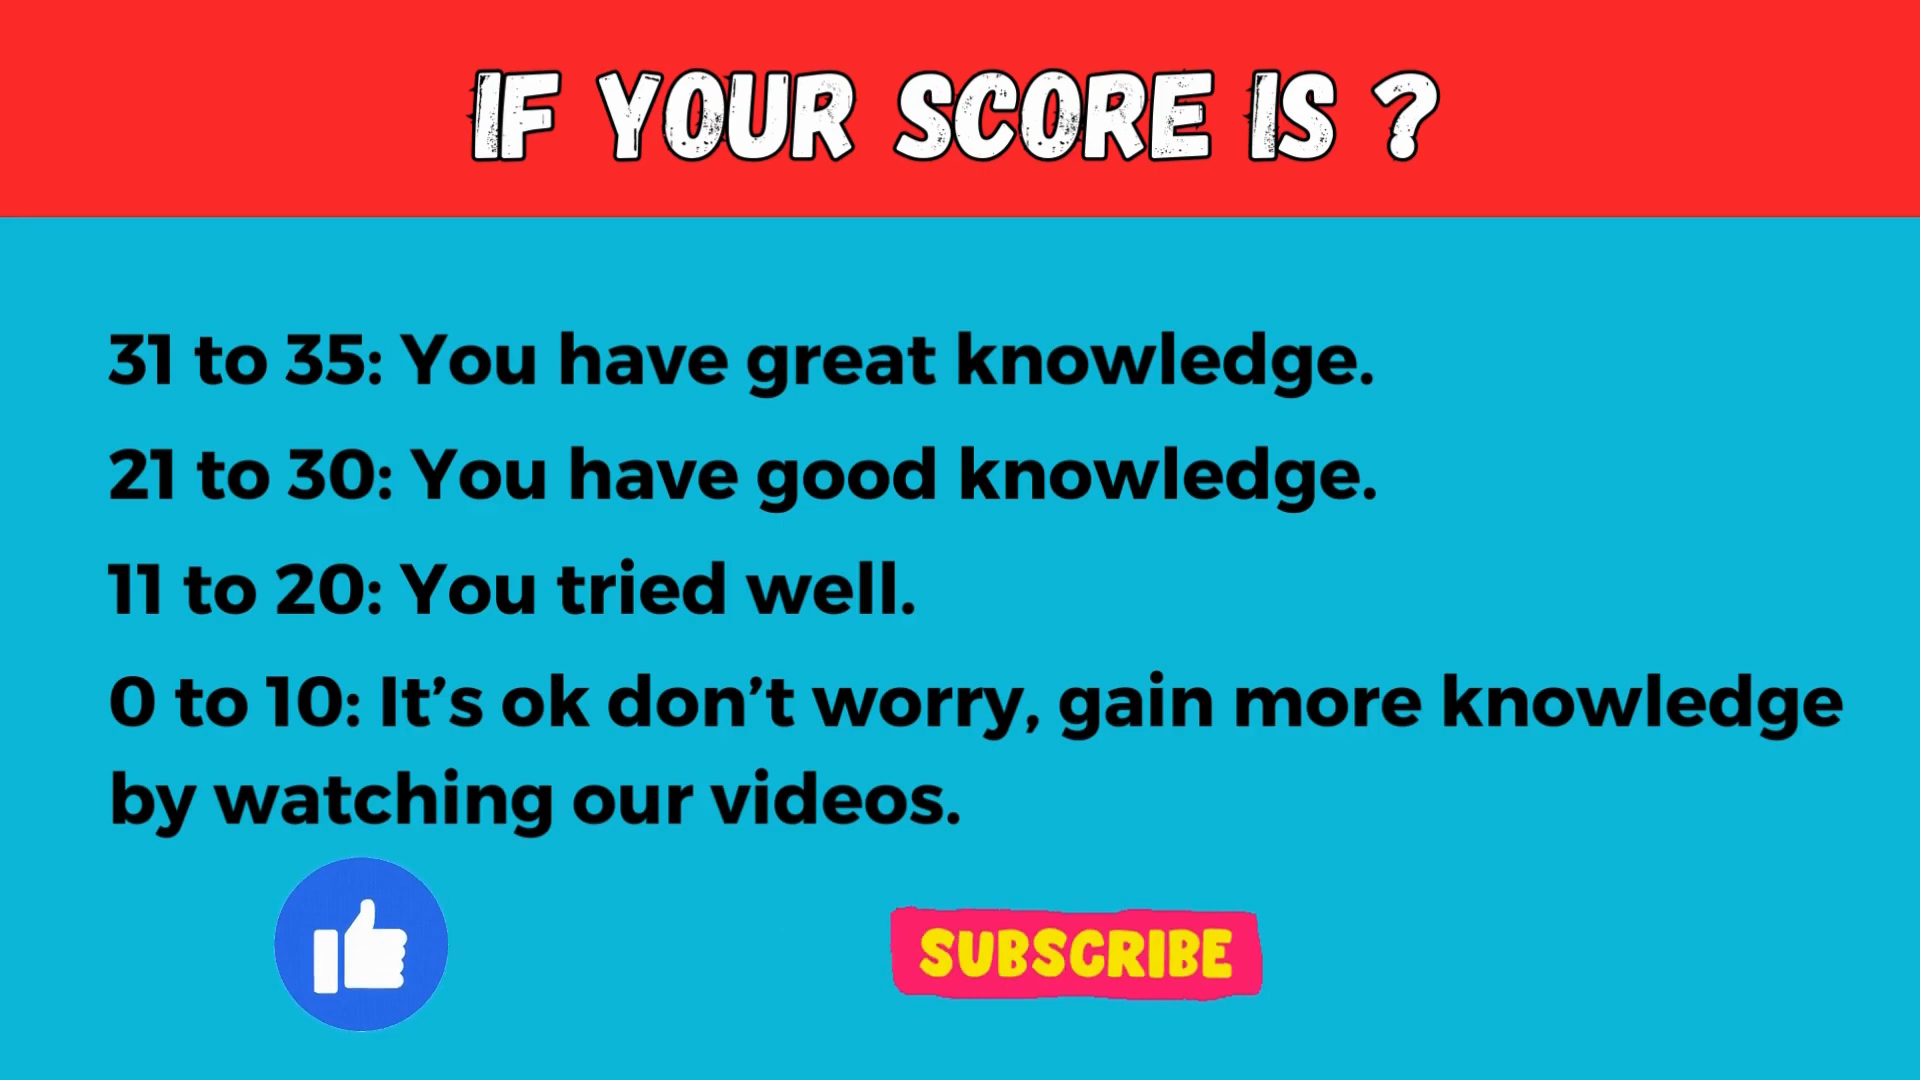 IF YOUR SCORE IS ?
31 to 35: You have great knowledge.
21 to 30: You have good knowledge.
11 to 20: You tried well.
0 to 10: It’s ok don’t worry, gain more knowledge
by watching our videos.
SUBSCRIBE